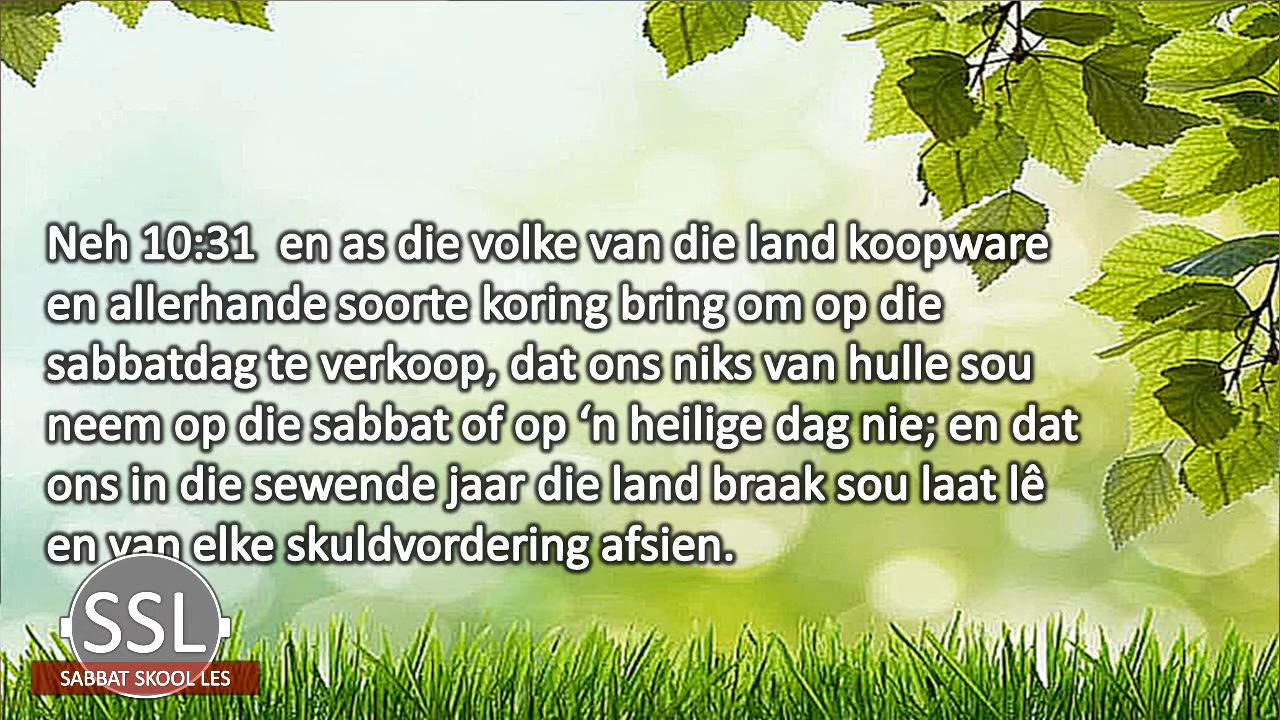 Neh 10:31  en as die volke van die land koopware
en allerhande soorte koring bring om op die
sabbatdag te verkoop, dat ons niks van hulle sou
neem op die sabbat of op ‘n heilige dag nie; en dat
ons in die sewende jaar die land braak sou laat lê
en van elke skuldvordering afsien.
SSL
SABBAT SKOOL LES